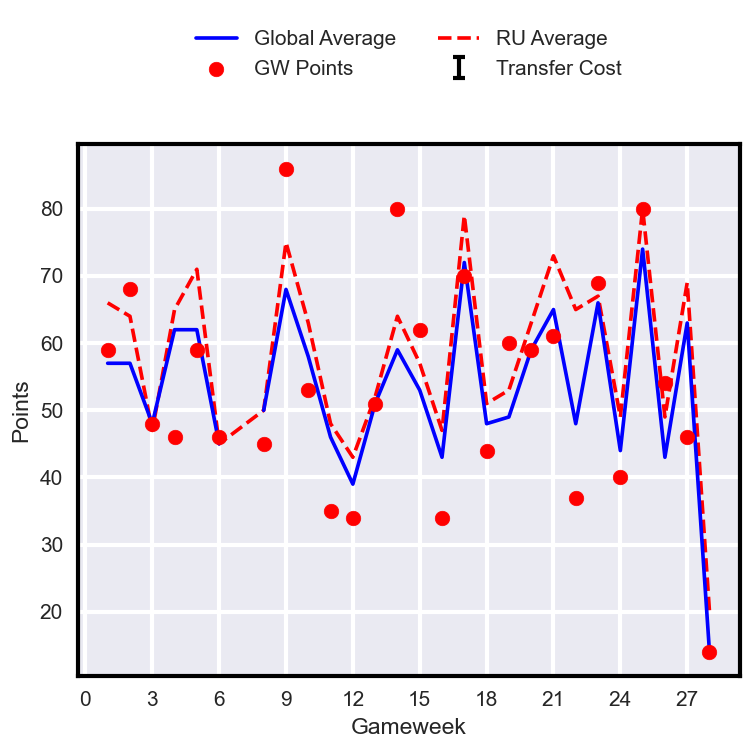 Global Average
RU Average
GW Points
Transfer Cost
Points
80
70
60
50
40
30
20
0 3 6 9 12 15 18 21 24 27
Gameweek